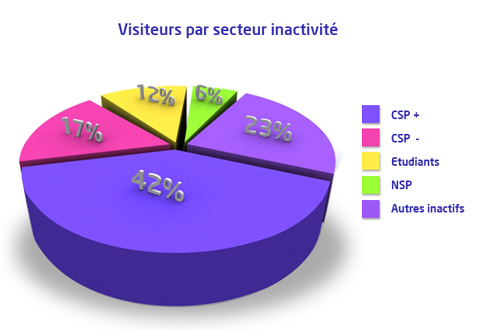 Visiteurs par secteur inactivité
12%
6%
17%
23%
42%
CSP +
CSP -
Etudiants
NSP
Autres inactifs